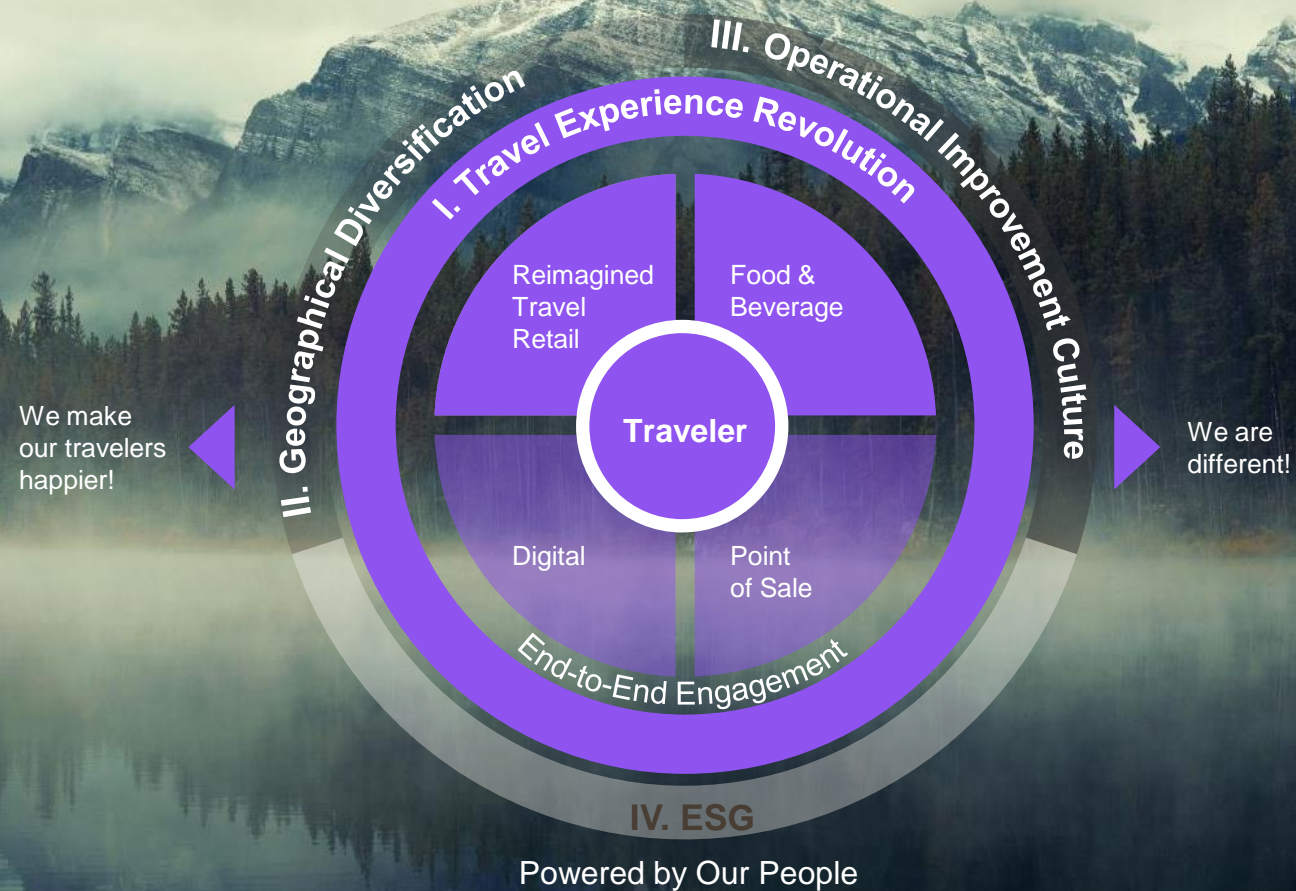 III. Operational Improvement Culture
II. Geographical Diversification
I. Travel Experience Revolution
Reimagined
Travel
Retail
Food &
Beverage
We make
our travelers
happier!
Traveler
We are
different!
Digital
Point
of Sale
End-to-End Engagement
IV. ESG
Powered by Our People